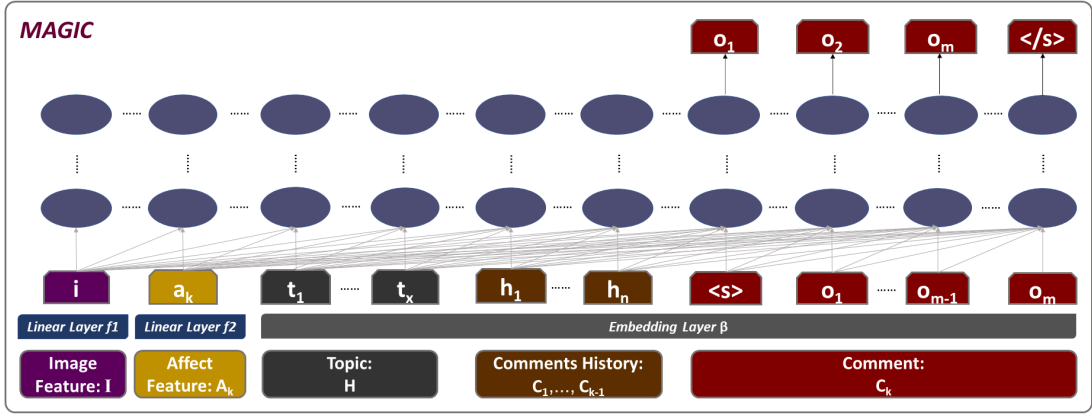 MAGIC
o1 o2 om </s>
i ak t1 ...... tx h1 ...... hn <s> o1 ...... om-1 om
Linear Layer f1 Linear Layer f2 Embedding Layer β
Image Affect Topic: Comments History: Comment:
Feature: I Feature: Ak H C1,..., Ck-1 Ck